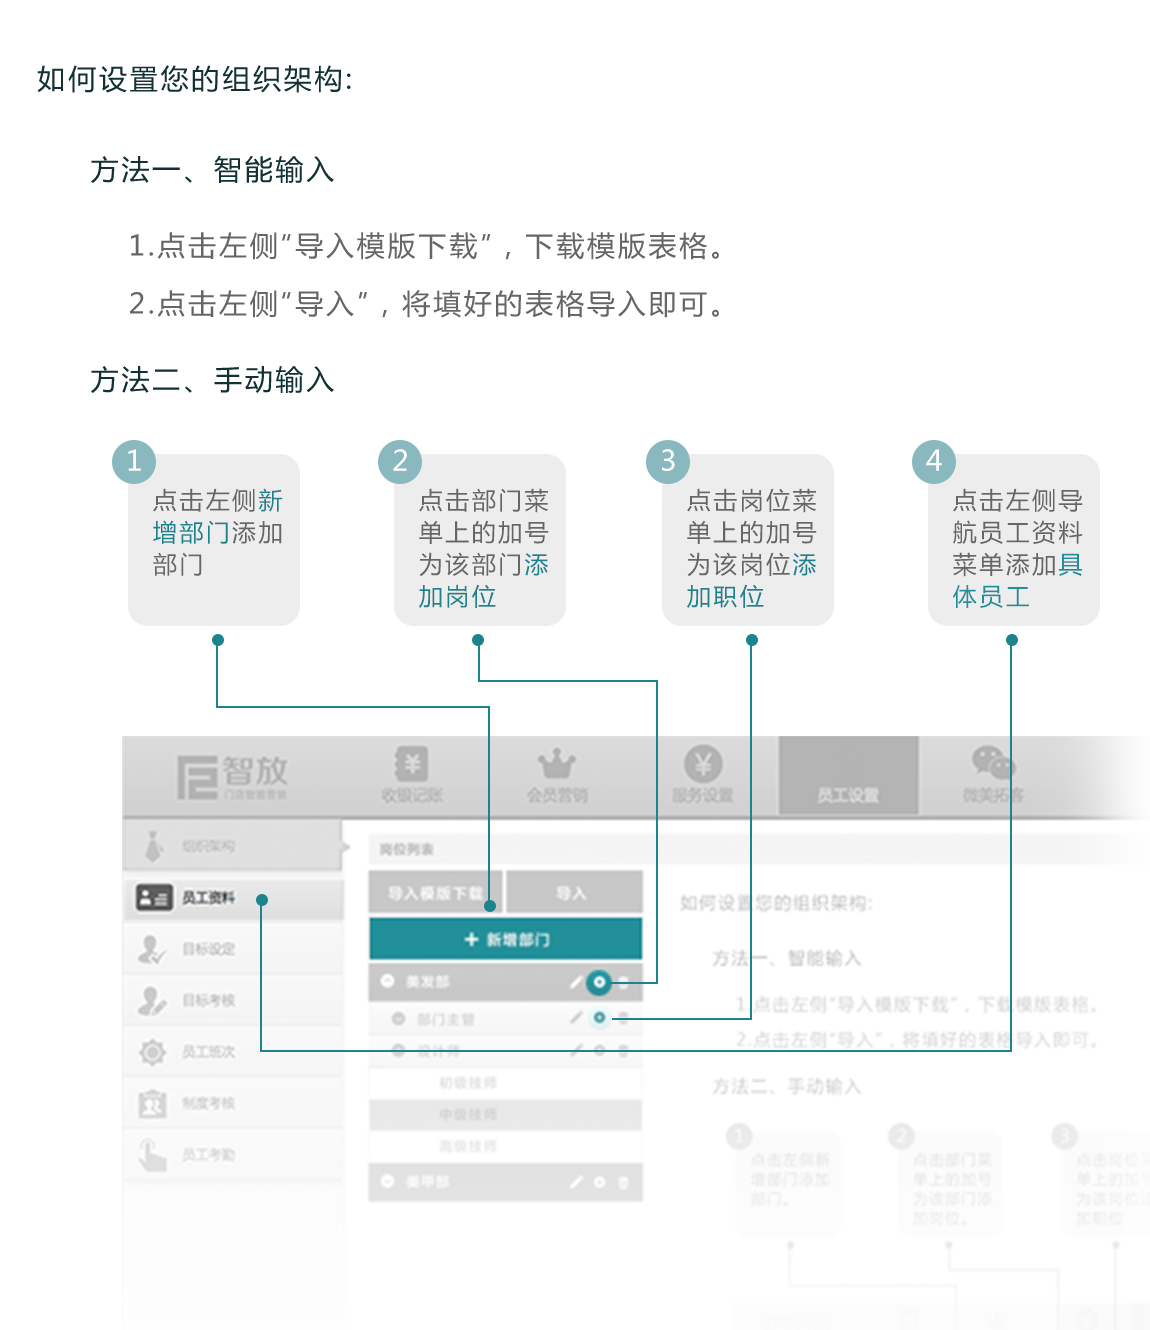 如何设置您的组织架构:
方法一、智能输入
1.点击左侧"导入模版下载"，下载模版表格。
2.点击左侧"导入"，将填好的表格导入即可。
方法二、手动输入
1
点击左侧新
增部门添加
部门
2
点击部门菜
单上的加号
为该部门添
加岗位
3
点击岗位菜
单上的加号
为该岗位添
加职位
4
点击左侧导
航员工资料
菜单添加具
体员工
智放
门店智能营销
收银记账
会员营销
服务设置
员工设置
微美拓客
组织架构
员工资料
目标设定
目标考核
员工班次
制度考核
员工考勤
岗位列表
导入模版下载
导入
新增部门
美发部
部门主管
设计师
初级技师
中级技师
高级技师
美甲部
如何设置您的组织架构:
方法一、智能输入
1.点击左侧"导入模版下载"，下载模版表格。
2.点击左侧"导入"，将填好的表格导入即可。
方法二、手动输入
1
点击左侧新
增部门添加
部门。
2
点击部门菜
单上的加号
为该部门添
加岗位。
3
点击岗位
单上的加
为该岗位
加职位